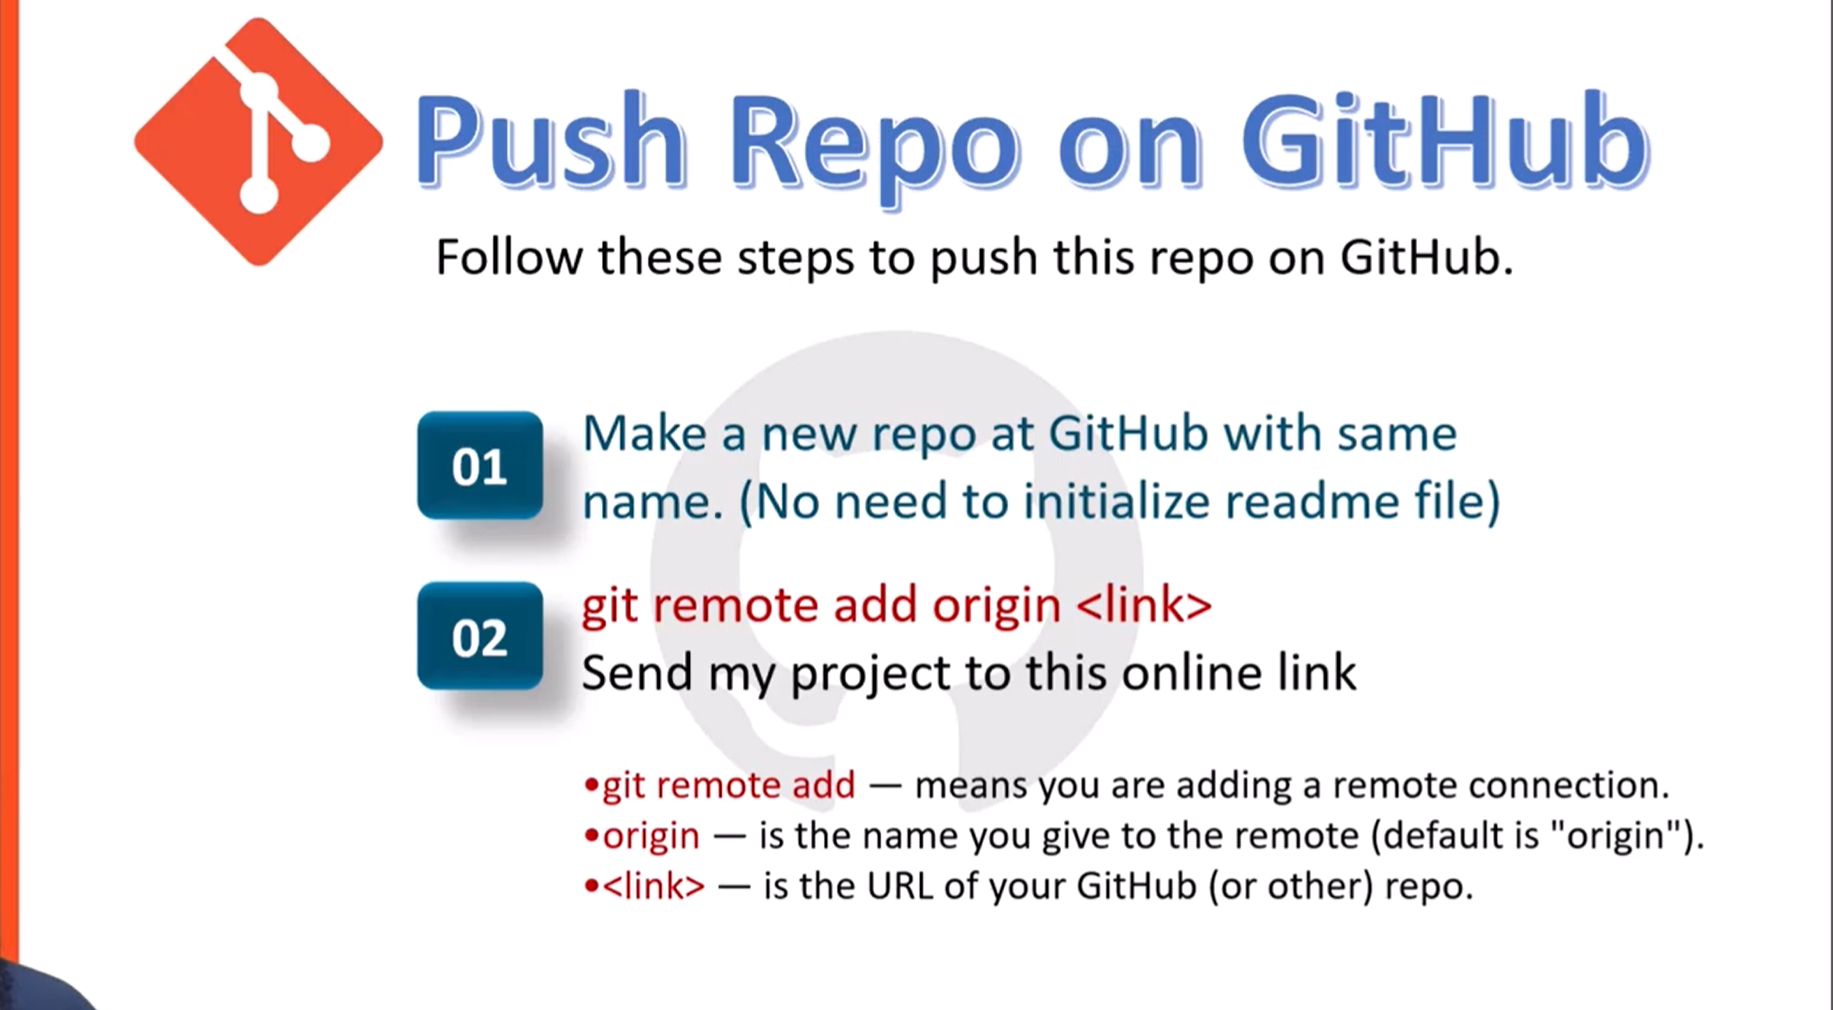 Push Repo on GitHub
Follow these steps to push this repo on GitHub.
01
Make a new repo at GitHub with same
name. (No need to initialize readme file)
02
git remote add origin <link>
Send my project to this online link
•git remote add — means you are adding a remote connection.
•origin — is the name you give to the remote (default is "origin").
•<link> — is the URL of your GitHub (or other) repo.